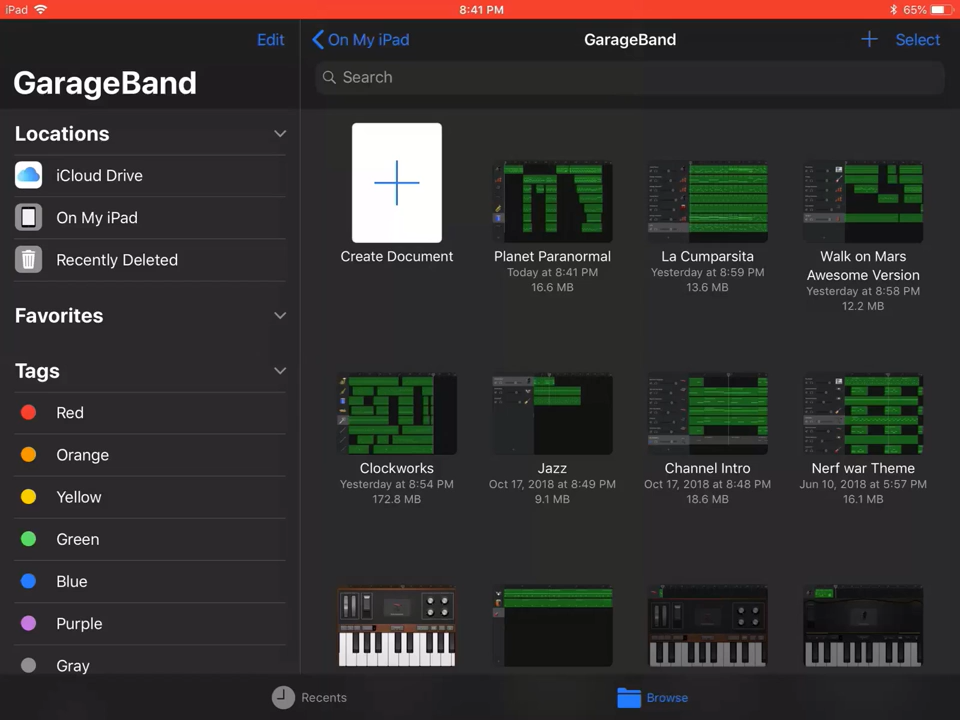 iPad
8:41 PM
65%
Edit
On My iPad
GarageBand
Select
GarageBand
Search
Locations
iCloud Drive
On My iPad
Recently Deleted
Favorites
Tags
Red
Orange
Yellow
Green
Blue
Purple
Gray
Create Document
Planet Paranormal
Today at 8:41 PM
16.6 MB
La Cumparsita
Yesterday at 8:59 PM
13.6 MB
Walk on Mars
Awesome Version
Yesterday at 8:58 PM
12.2 MB
Clockworks
Yesterday at 8:54 PM
172.8 MB
Jazz
Oct 17, 2018 at 8:49 PM
9.1 MB
Channel Intro
Oct 17, 2018 at 8:48 PM
18.6 MB
Nerf war Theme
Jun 10, 2018 at 5:57 PM
16.1 MB
Recents
Browse